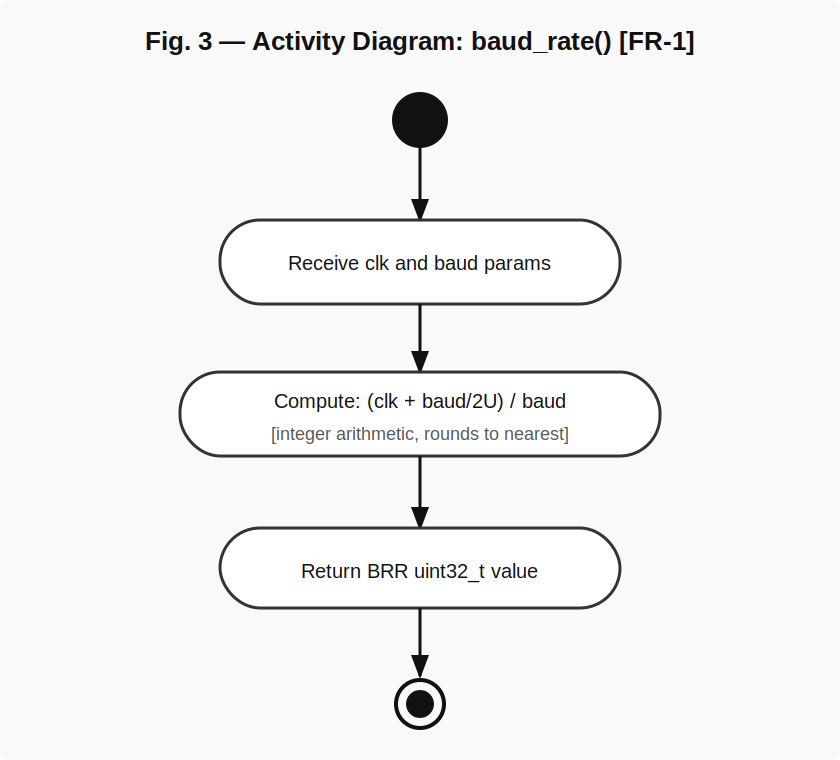 Fig. 3 — Activity Diagram: baud_rate() [FR-1]
Receive clk and baud params
Compute: (clk + baud/2U) / baud
[integer arithmetic, rounds to nearest]
Return BRR uint32_t value